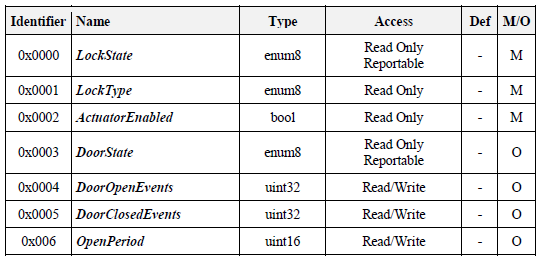 Identifier Name Type Access Def M/O
0x0000 LockState enum8 Read Only Reportable - M
0x0001 LockType enum8 Read Only - M
0x0002 ActuatorEnabled bool Read Only - M
0x0003 DoorState enum8 Read Only Reportable - O
0x0004 DoorOpenEvents uint32 Read/Write - O
0x0005 DoorClosedEvents uint32 Read/Write - O
0x006 OpenPeriod uint16 Read/Write - O